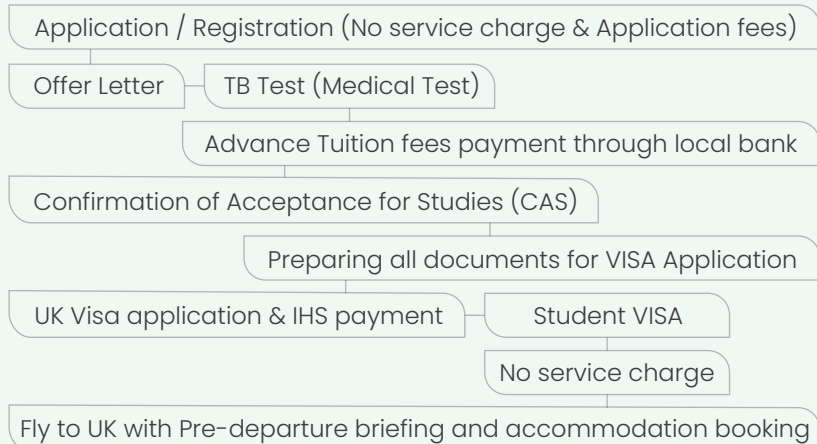 Application / Registration (No service charge & Application fees)
Offer Letter
TB Test (Medical Test)
Advance Tuition fees payment through local bank
Confirmation of Acceptance for Studies (CAS)
Preparing all documents for VISA Application
UK Visa application & IHS payment
Student VISA
No service charge
Fly to UK with Pre-departure briefing and accommodation booking